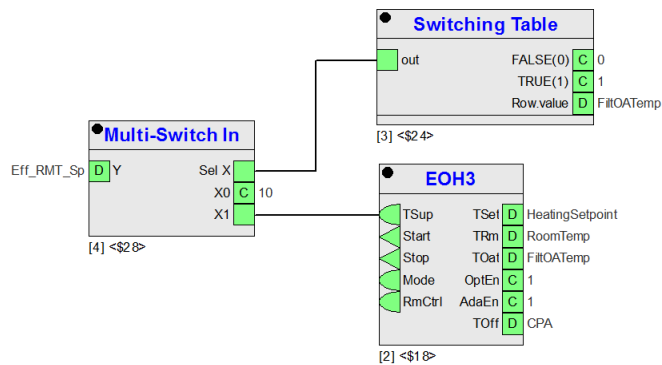 Switching Table
out FALSE(0) C 0
TRUE(1) C 1
Row.value D FiltOATemp
[3] <$24>
Multi-Switch In
Eff_RMT_Sp D Y Sel X
X0 C 10
X1
[4] <$28>
EOH3
TSup TSet D HeatingSetpoint
Start TRm D RoomTemp
Stop TOat D FiltOATemp
Mode OptEn C 1
RmCtrl AdaEn C 1
TOff D CPA
[2] <$18>